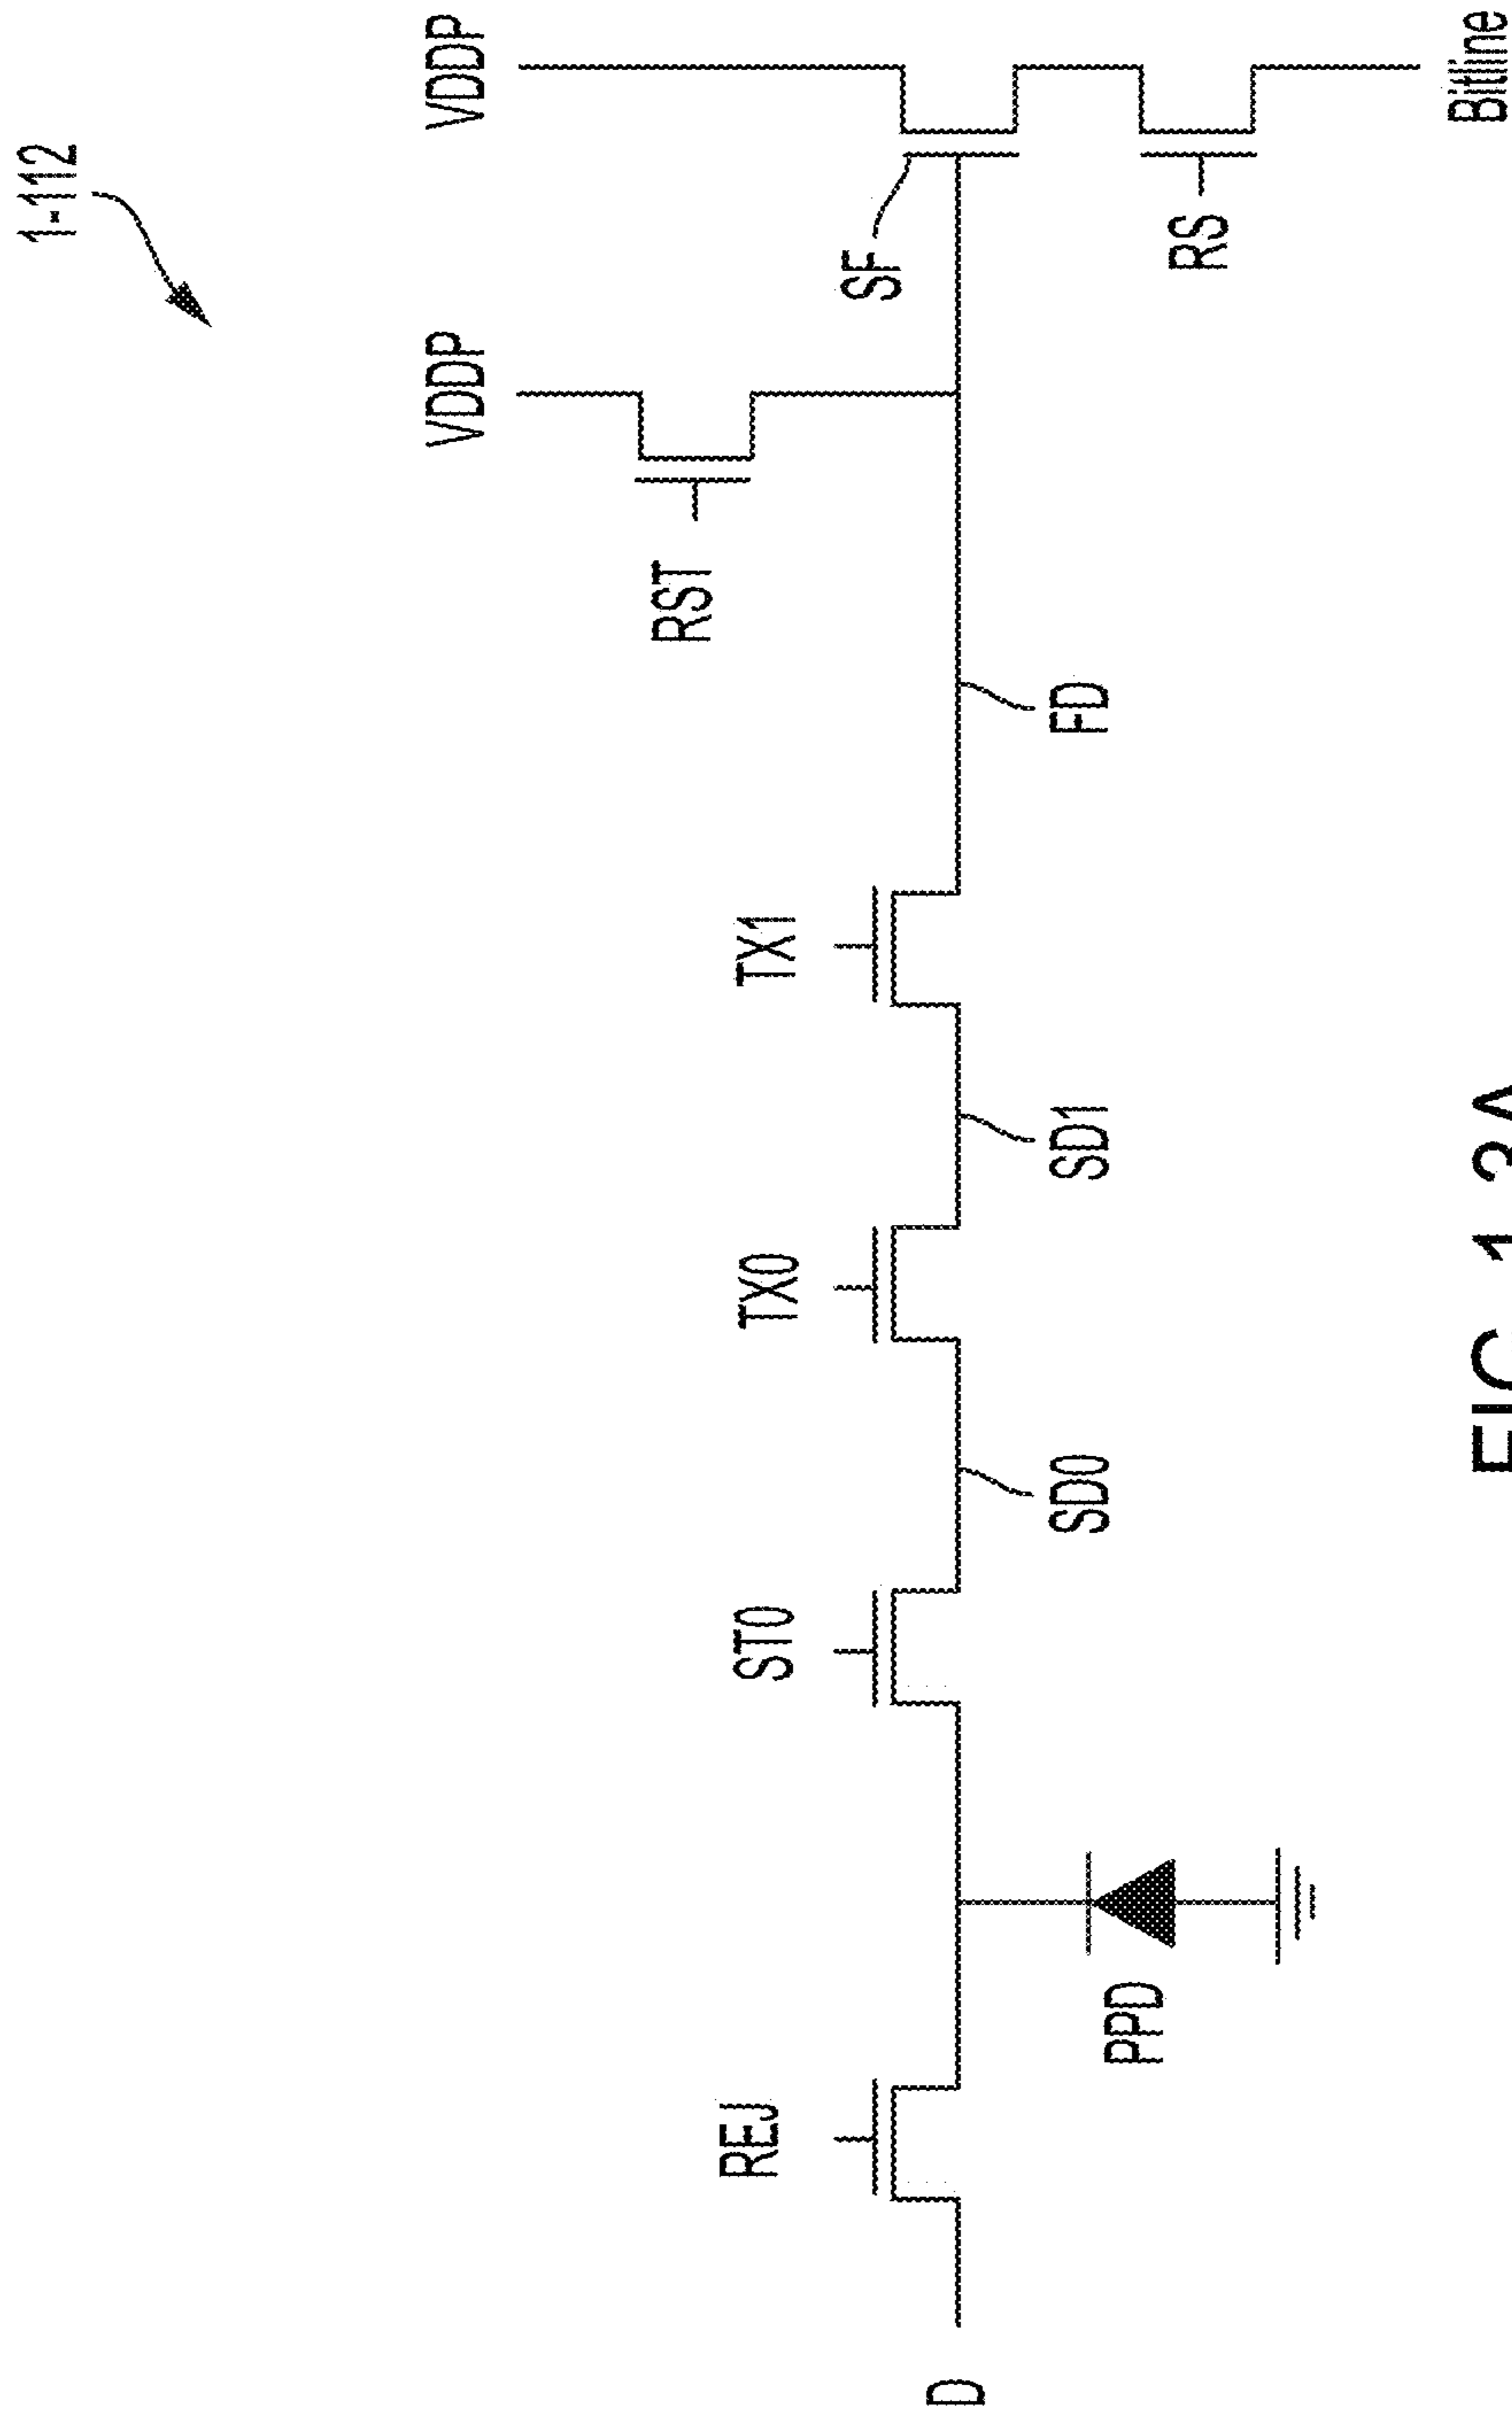 1-112
VDDP
VDDP
RST
SF
RS
Bitline
REJ
ST0
TX0
TX1
D
PPD
SD0
SD1
FD